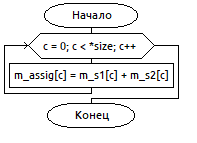 Начало
c = 0; c < *size; c++
m_assig[c] = m_s1[c] + m_s2[c]
Конец